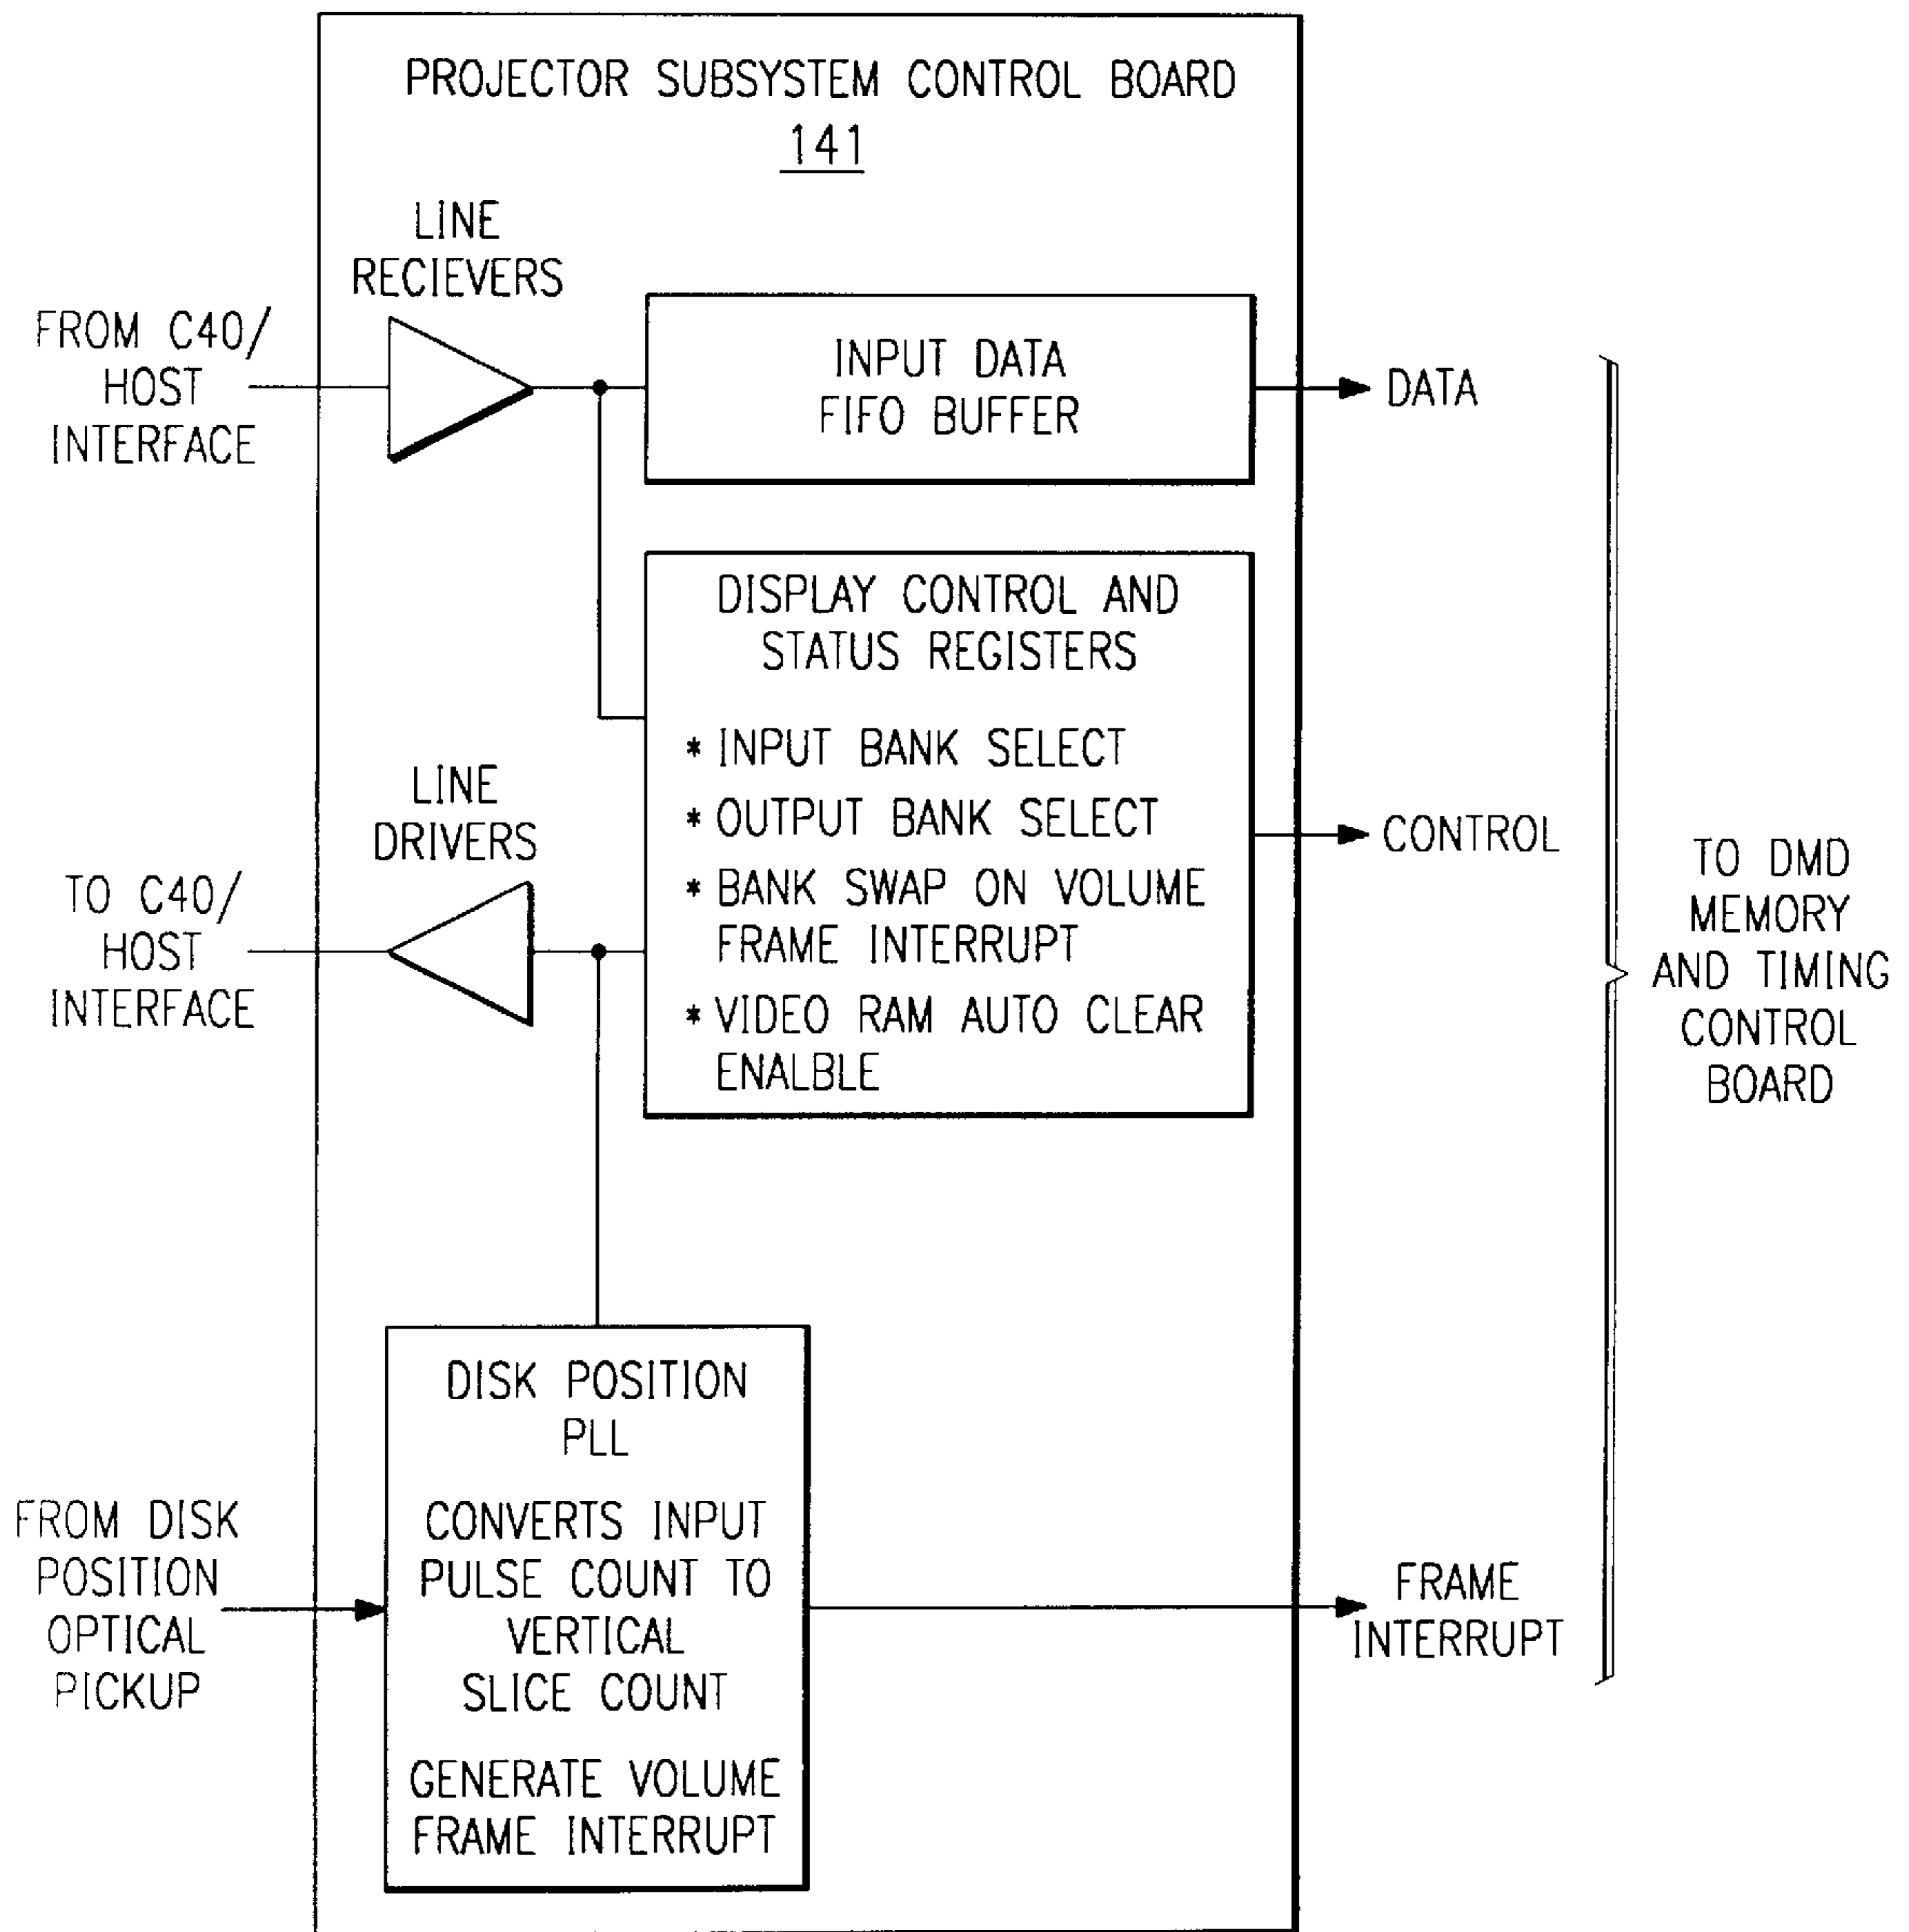 PROJECTOR SUBSYSTEM CONTROL BOARD
141
LINE
RECIEVERS
FROM C40/
HOST
INTERFACE
INPUT DATA
FIFO BUFFER
DATA
DISPLAY CONTROL AND
STATUS REGISTERS
* INPUT BANK SELECT
* OUTPUT BANK SELECT
* BANK SWAP ON VOLUME
FRAME INTERRUPT
* VIDEO RAM AUTO CLEAR
ENALBLE
LINE
DRIVERS
TO C40/
HOST
INTERFACE
CONTROL
TO DMD
MEMORY
AND TIMING
CONTROL
BOARD
DISK POSITION
PLL
CONVERTS INPUT
PULSE COUNT TO
VERTICAL
SLICE COUNT
GENERATE VOLUME
FRAME INTERRUPT
FROM DISK
POSITION
OPTICAL
PICKUP
FRAME
INTERRUPT